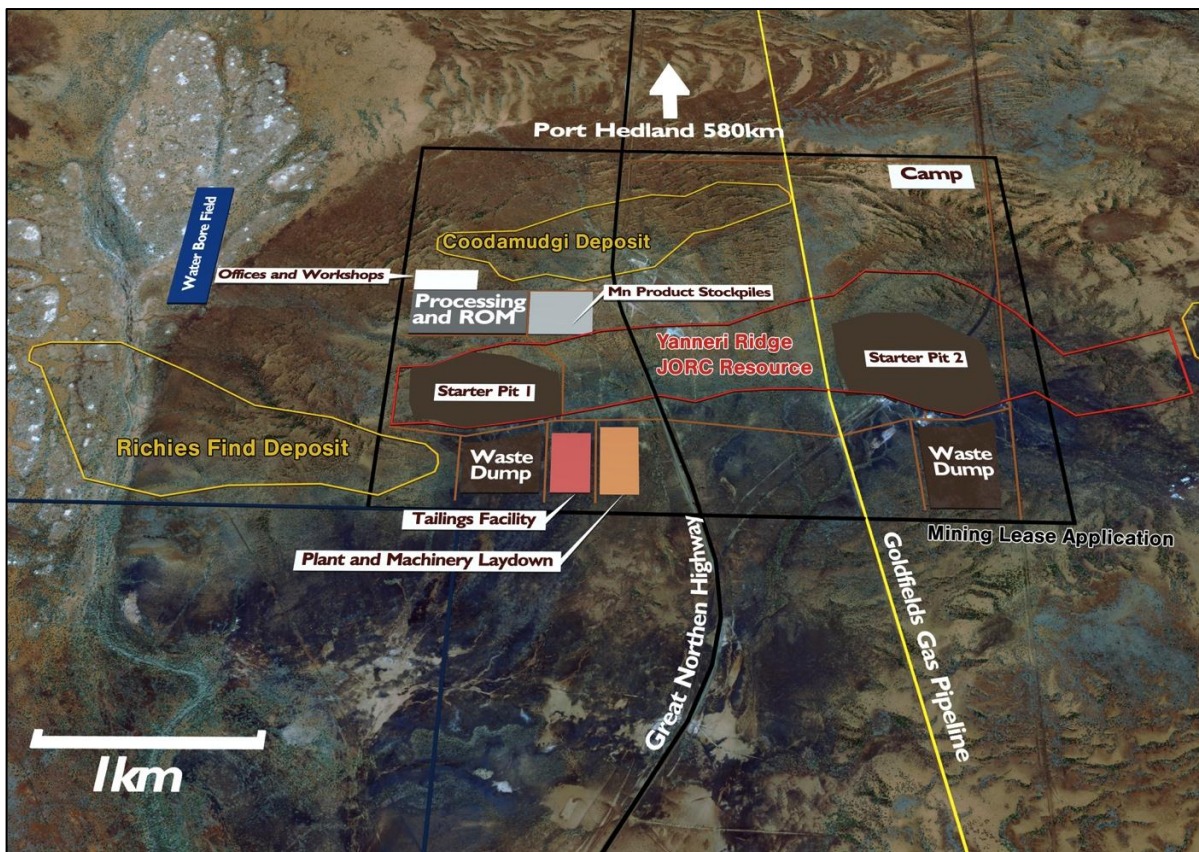 Port Hedland 580km
Camp
Water Bore Field
Coodamudgi Deposit
Offices and Workshops
Processing
and ROM
Mn Product Stockpiles
Yanneri Ridge
JORC Resource
Starter Pit 1
Starter Pit 2
Richies Find Deposit
Waste
Dump
Waste
Dump
Tailings Facility
Plant and Machinery Laydown
Mining Lease Application
Great Northen Highway
Goldfields Gas Pipeline
1km